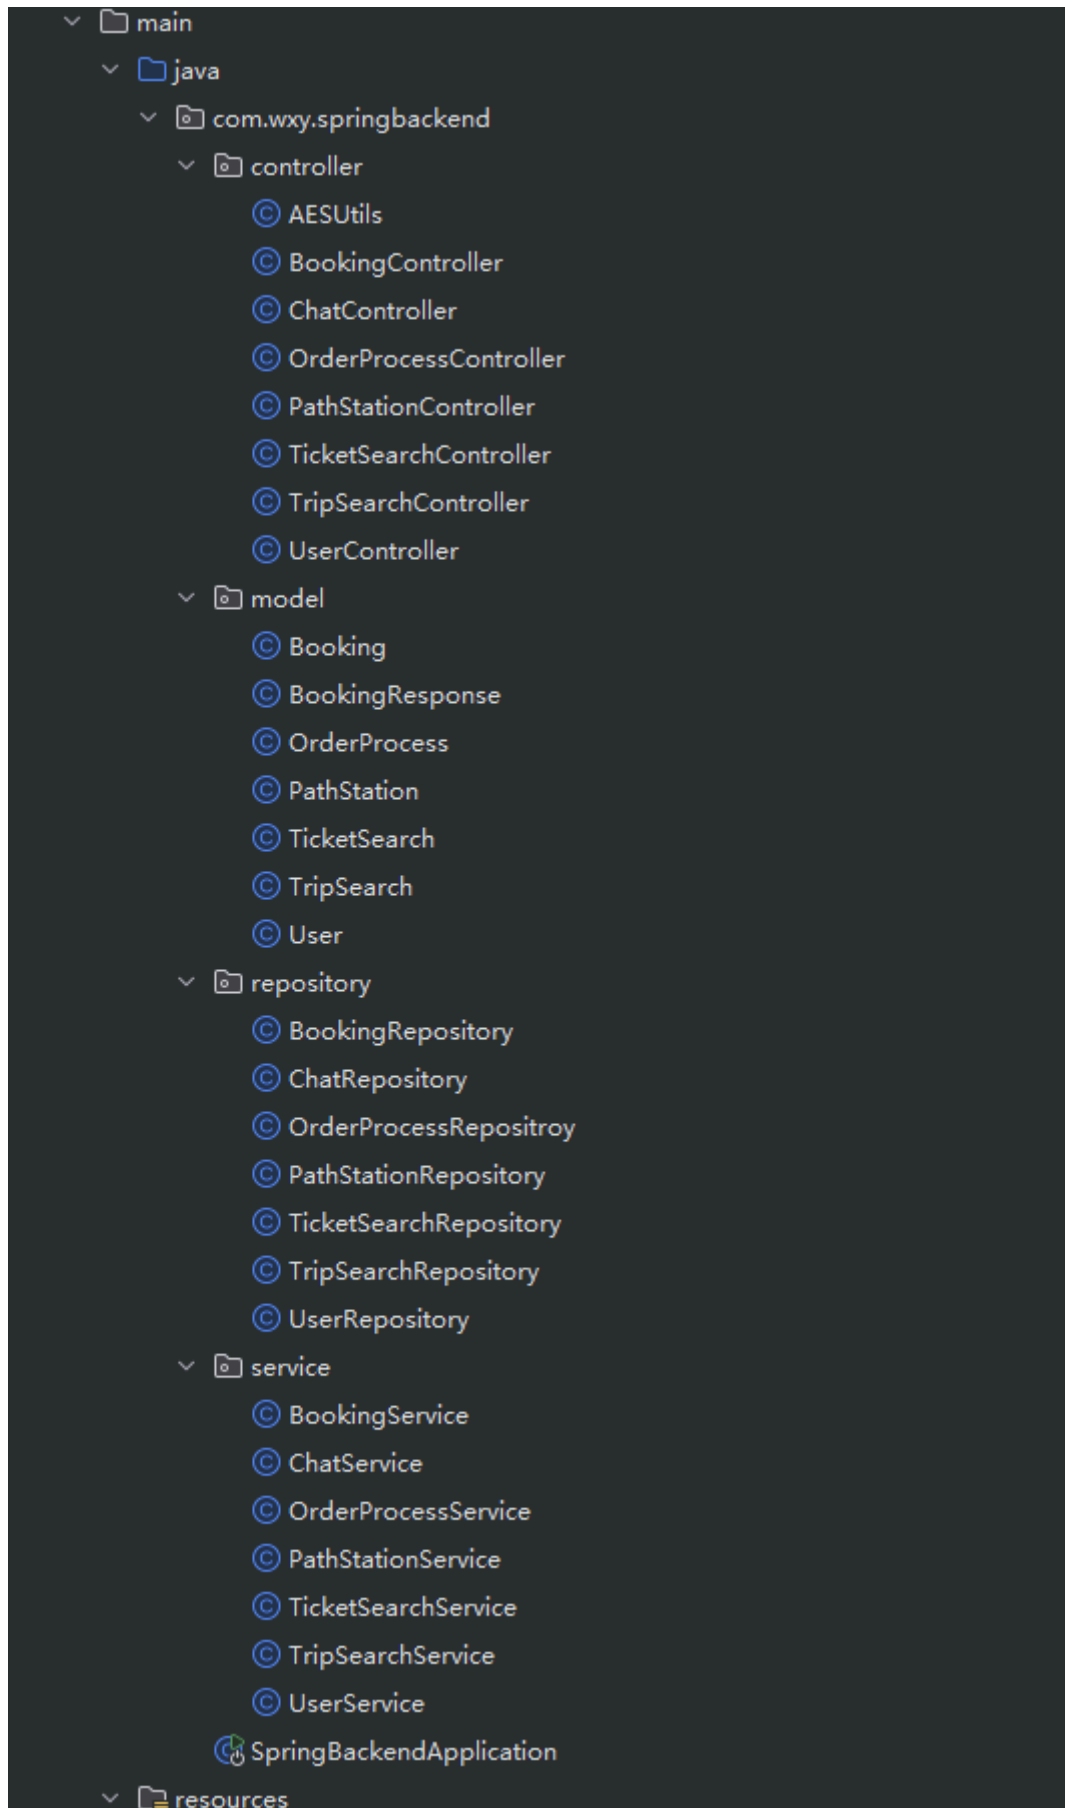 main
java
com.wxy.springbackend
controller
AESUtils
BookingController
ChatController
OrderProcessController
PathStationController
TicketSearchController
TripSearchController
UserController
model
Booking
BookingResponse
OrderProcess
PathStation
TicketSearch
TripSearch
User
repository
BookingRepository
ChatRepository
OrderProcessRepositroy
PathStationRepository
TicketSearchRepository
TripSearchRepository
UserRepository
service
BookingService
ChatService
OrderProcessService
PathStationService
TicketSearchService
TripSearchService
UserService
SpringBackendApplication
resources